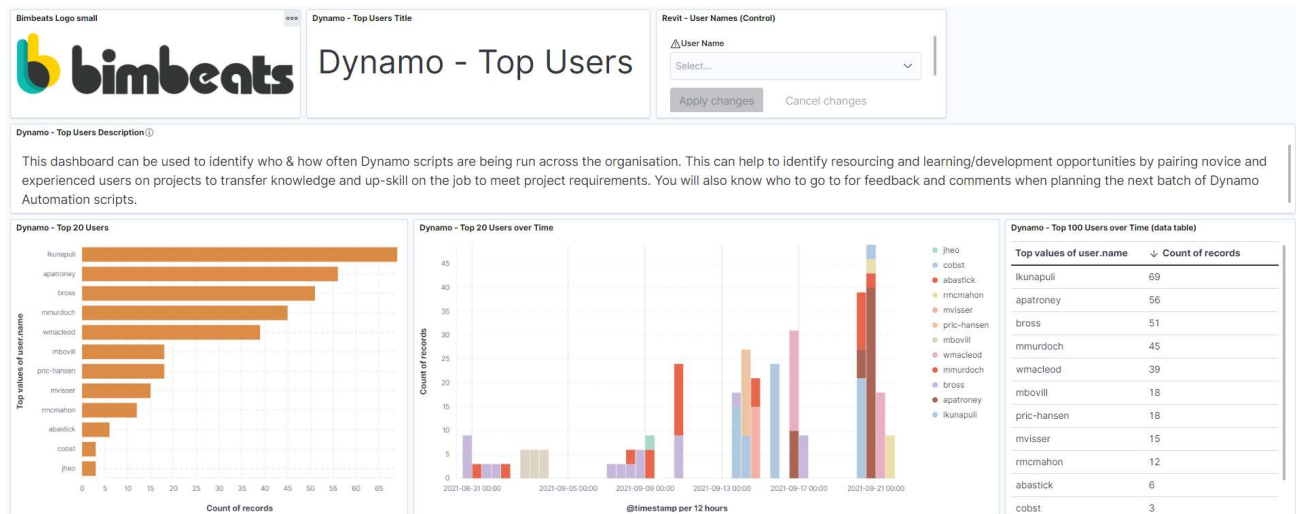 Bimbeats Logo small
bimbeats
Dynamo - Top Users Title
Dynamo - Top Users
Revit - User Names (Control)
User Name
Select...
Apply changes
Cancel changes
Dynamo - Top Users Description
This dashboard can be used to identify who & how often Dynamo scripts are being run across the organisation. This can help to identify resourcing and learning/development opportunities by pairing novice and
experienced users on projects to transfer knowledge and up-skill on the job to meet project requirements. You will also know who to go to for feedback and comments when planning the next batch of Dynamo
Automation scripts.
Dynamo - Top 20 Users
Top values of user.name
lkunapuli
apatroney
bross
mmurdoch
wmacleod
mbovill
pric-hansen
mvisser
rmcmahon
abastick
cobst
jheo
0 5 10 15 20 25 30 35 40 45 50 55 60 65
Count of records
Dynamo - Top 20 Users over Time
Count of records
45
40
35
30
25
20
15
10
5
0
2021-08-31 00:00 2021-09-05 00:00 2021-09-09 00:00 2021-09-13 00:00 2021-09-17 00:00 2021-09-21 00:00
@timestamp per 12 hours
jheo
cobst
abastick
rmcmahon
mvisser
pric-hansen
mbovill
wmacleod
mmurdoch
bross
apatroney
lkunapuli
Dynamo - Top 100 Users over Time (data table)
Top values of user.name ↓ Count of records
lkunapuli 69
apatroney 56
bross 51
mmurdoch 45
wmacleod 39
mbovill 18
pric-hansen 18
mvisser 15
rmcmahon 12
abastick 6
cobst 3